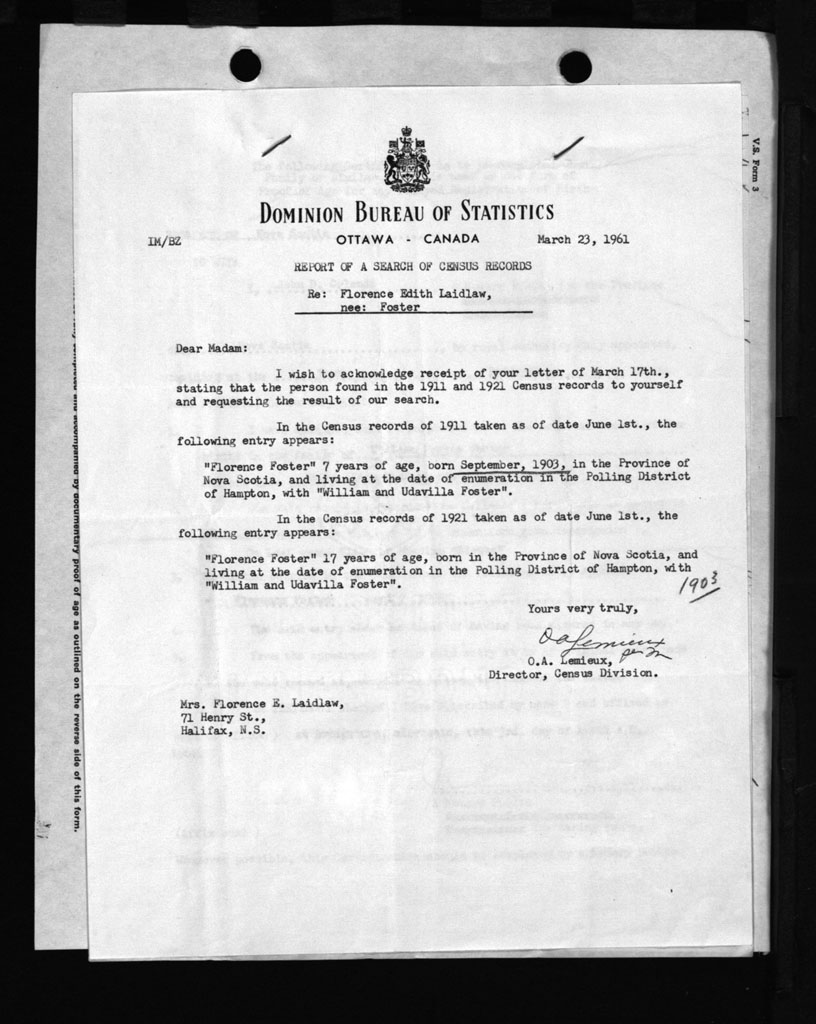 V.S. Form 3
DOMINION BUREAU OF STATISTICS
IM/BZ
OTTAWA - CANADA
March 23, 1961
REPORT OF A SEARCH OF CENSUS RECORDS
Re: Florence Edith Laidlaw,
nee: Foster
Dear Madam:
I wish to acknowledge receipt of your letter of March 17th.,
stating that the person found in the 1911 and 1921 Census records to yourself
and requesting the result of our search.
In the Census records of 1911 taken as of date June 1st., the
following entry appears:
"Florence Foster" 7 years of age, born September, 1903, in the Province of
Nova Scotia, and living at the date of enumeration in the Polling District
of Hampton, with "William and Udavilla Foster".
In the Census records of 1921 taken as of date June 1st., the
following entry appears:
"Florence Foster" 17 years of age, born in the Province of Nova Scotia, and
living at the date of enumeration in the Polling District of Hampton, with
"William and Udavilla Foster".
1903
Yours very truly,
O A Lemieux
O.A. Lemieux,
Director, Census Division.
Mrs. Florence E. Laidlaw,
71 Henry St.,
Halifax, N.S.
and accompanied by documentary proof of age as outlined on the reverse side of this form.